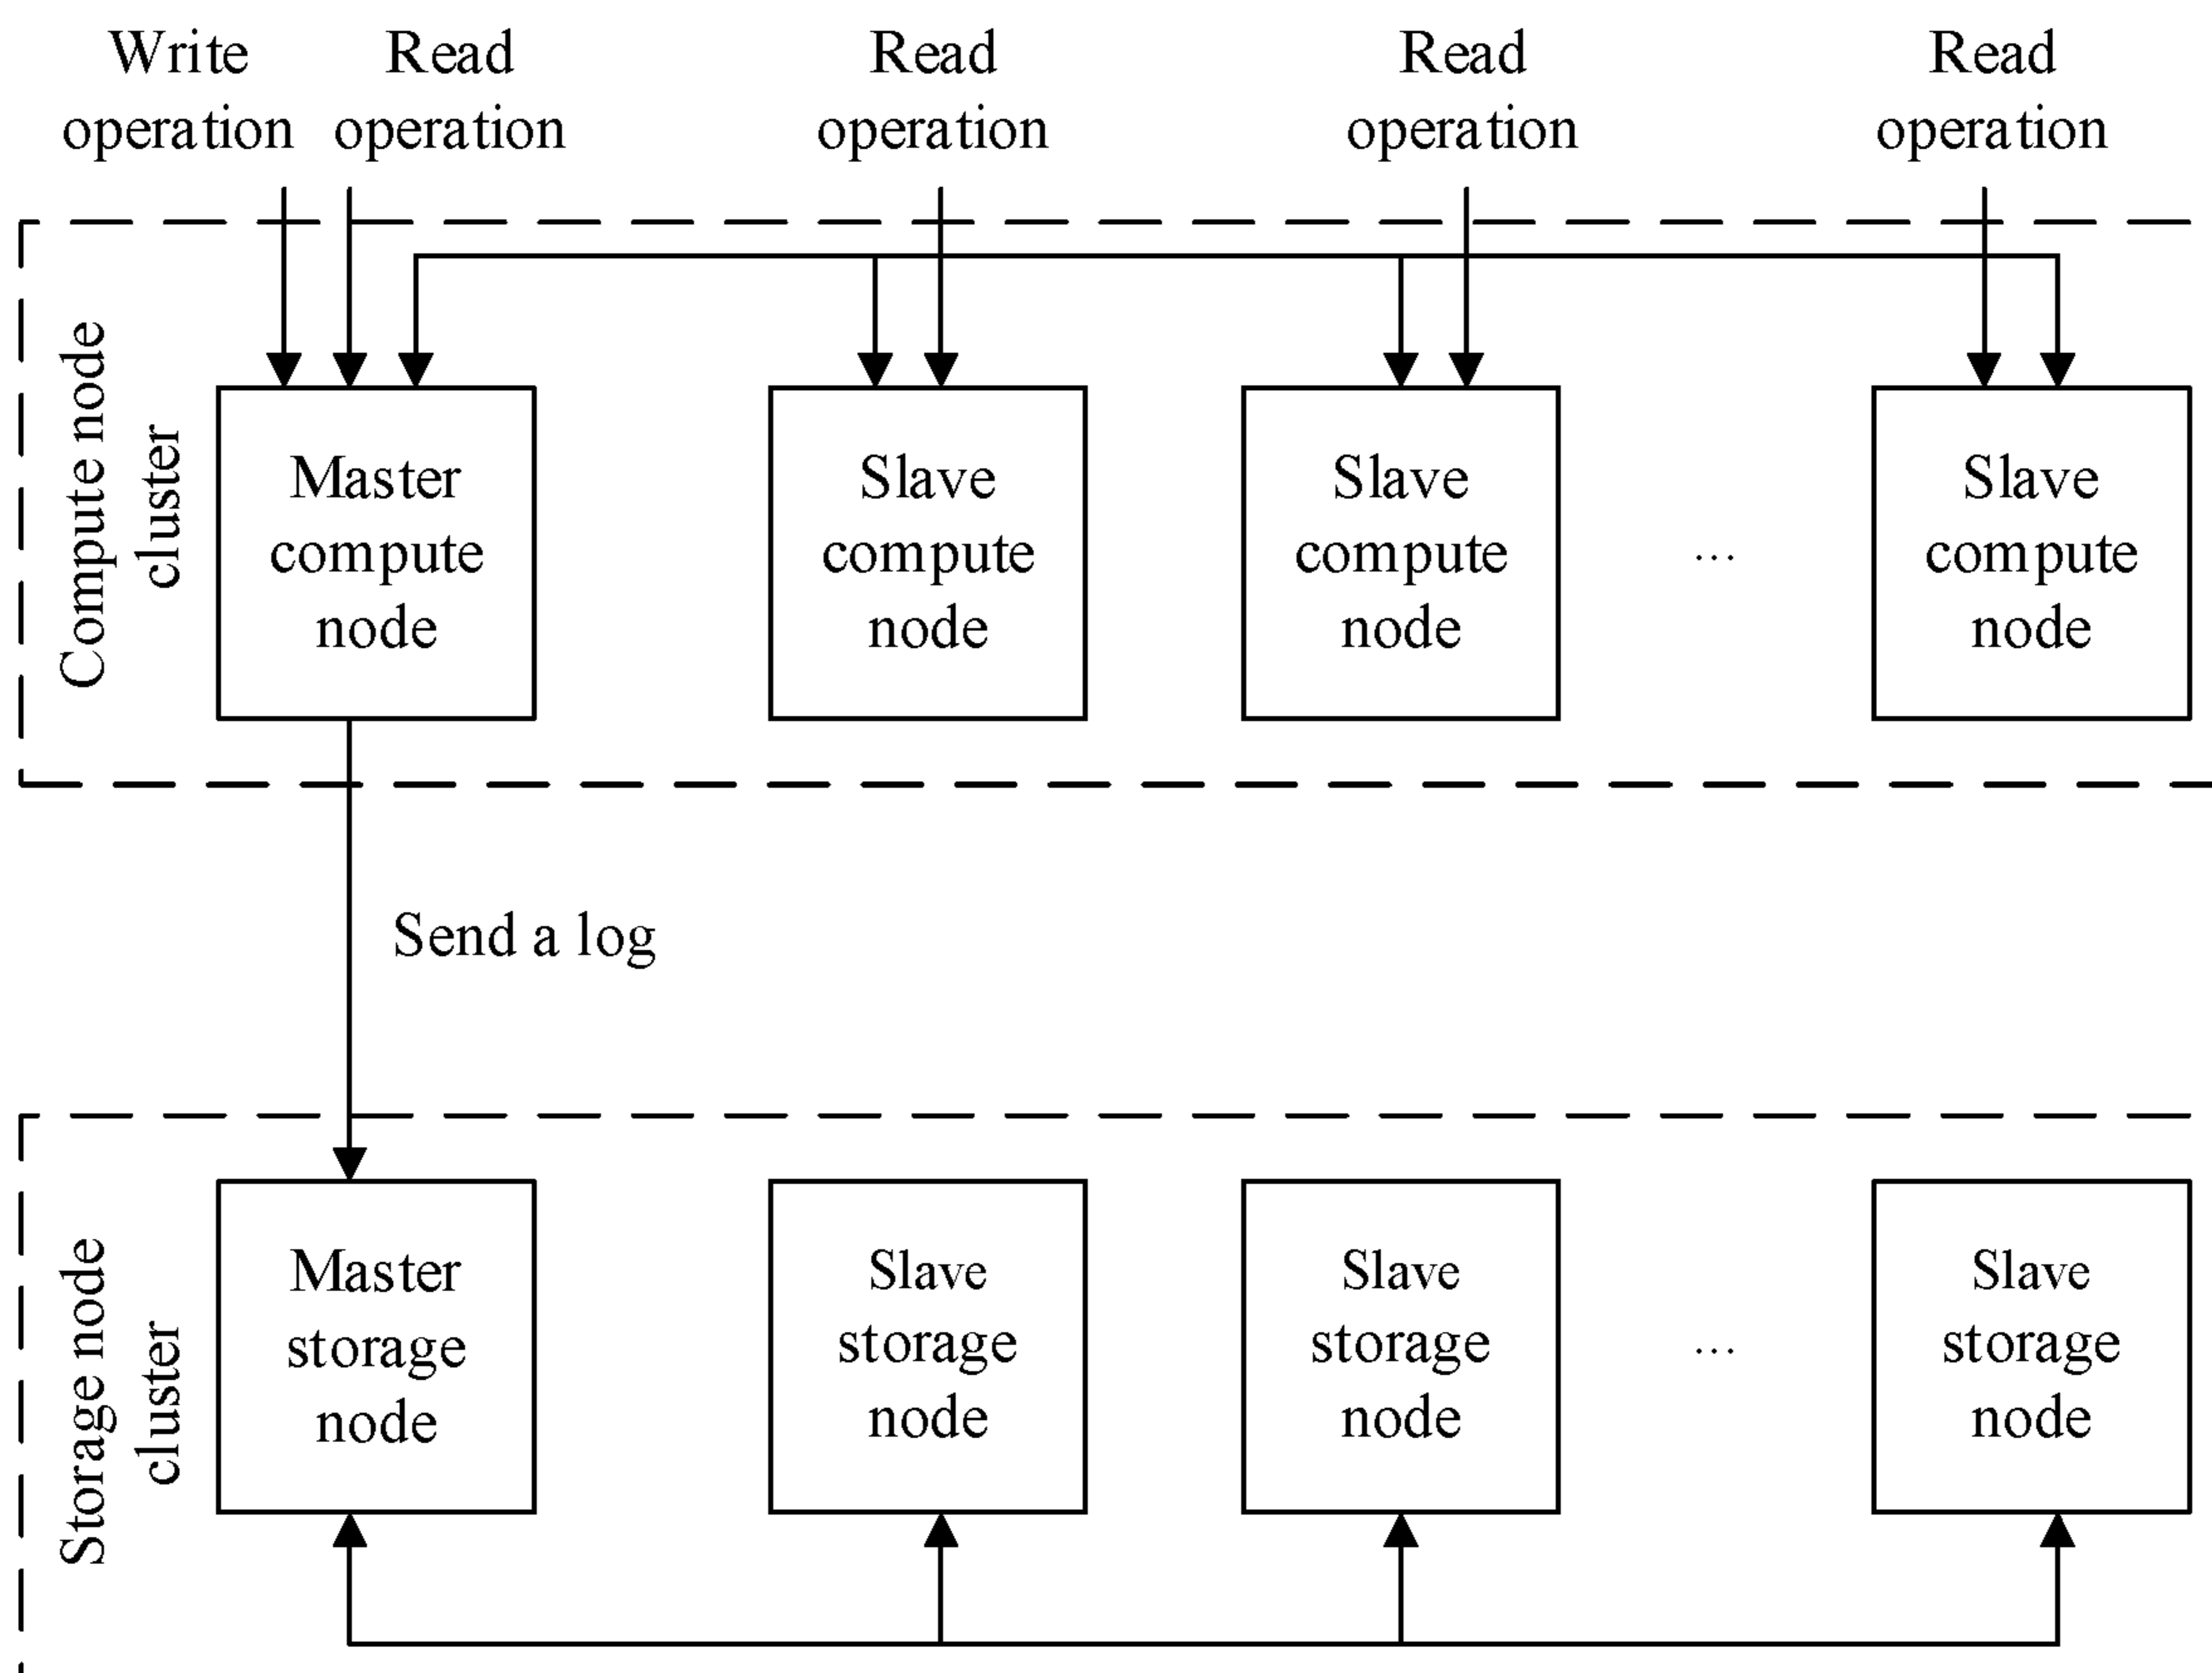 Write
operation
Read
operation
Read
operation
Read
operation
Read
operation
Compute node
cluster
Master
compute
node
Slave
compute
node
Slave
compute
node
...
Slave
compute
node
Send a log
Storage node
cluster
Master
storage
node
Slave
storage
node
Slave
storage
node
...
Slave
storage
node